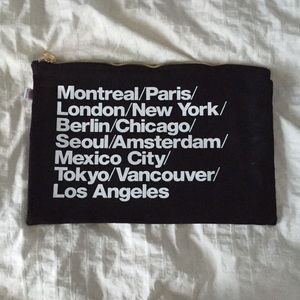 Montreal/Paris/
London/New York/
Berlin/Chicago/
Seoul/Amsterdam/
Mexico City/
Tokyo/Vancouver/
Los Angeles